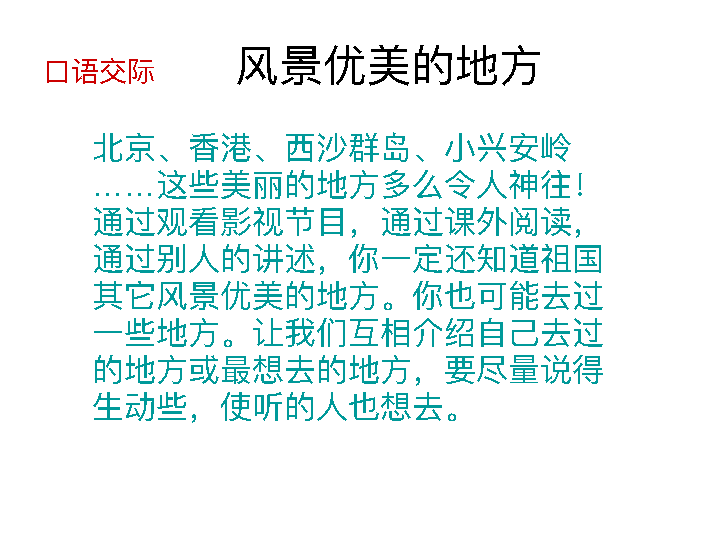 口语交际 风景优美的地方
北京、香港、西沙群岛、小兴安岭
……这些美丽的地方多么令人神往！
通过观看影视节目，通过课外阅读，
通过别人的讲述，你一定还知道祖国
其它风景优美的地方。你也可能去过
一些地方。让我们互相介绍自己去过
的地方或最想去的地方，要尽量说得
生动些，使听的人也想去。